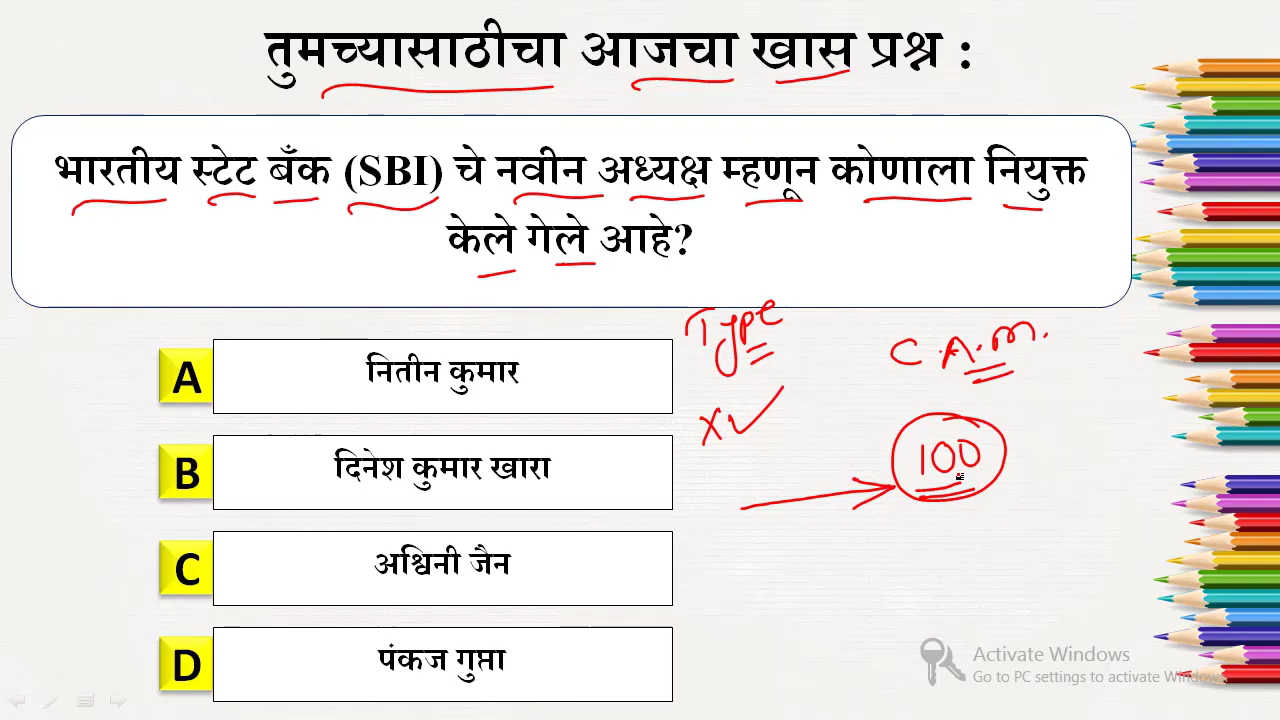 तुमच्यासाठीचा आजचा खास प्रश्न :
भारतीय स्टेट बँक (SBI) चे नवीन अध्यक्ष म्हणून कोणाला नियुक्त
केले गेले आहे?
Type
C.A.M.
A नितीन कुमार
100
B दिनेश कुमार खारा
C अश्विनी जैन
D पंकज गुप्ता
Activate Windows
Go to PC settings to activate Windows.